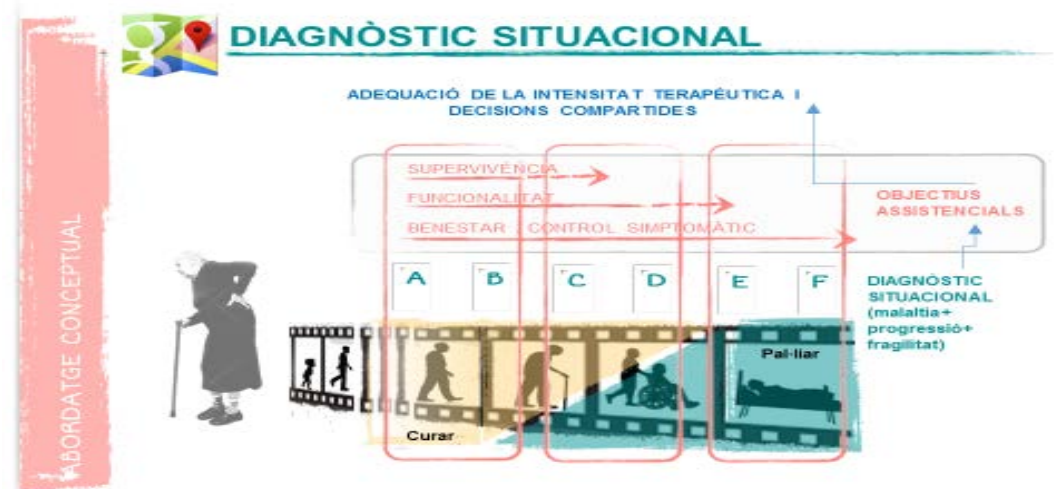 DIAGNÒSTIC SITUACIONAL
ADEQUACIÓ DE LA INTENSITAT TERAPÉUTICA I
DECISIONS COMPARTIDES
SUPERVIVÈNCIA
FUNCIONALITAT
BENESTAR I CONTROL SIMPTOMÀTIC
OBJECTIUS
ASSISTENCIALS
A
B
C
D
E
F
DIAGNÒSTIC
SITUACIONAL
(malaltia+
progressió+
fragilitat)
Pal·liar
Curar
ABORDATGE CONCEPTUAL